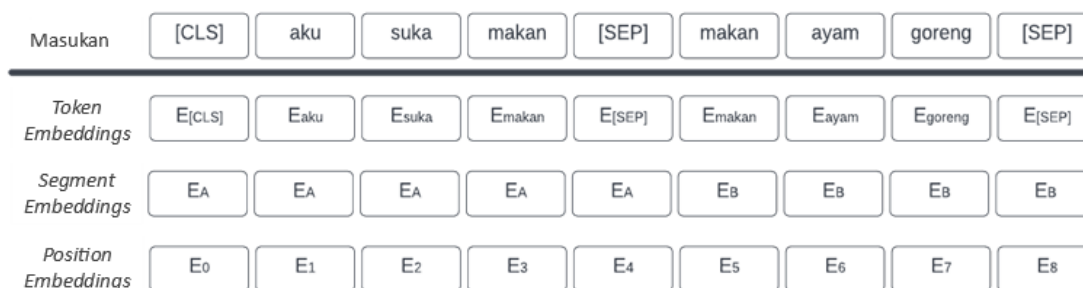 Masukan [CLS] aku suka makan [SEP] makan ayam goreng [SEP]
Token
Embeddings
E[CLS] Eaku Esuka Emakan E[SEP] Emakan Eayam Egoreng E[SEP]
Segment
Embeddings
EA EA EA EA EA EB EB EB EB
Position
Embeddings
E0 E1 E2 E3 E4 E5 E6 E7 E8